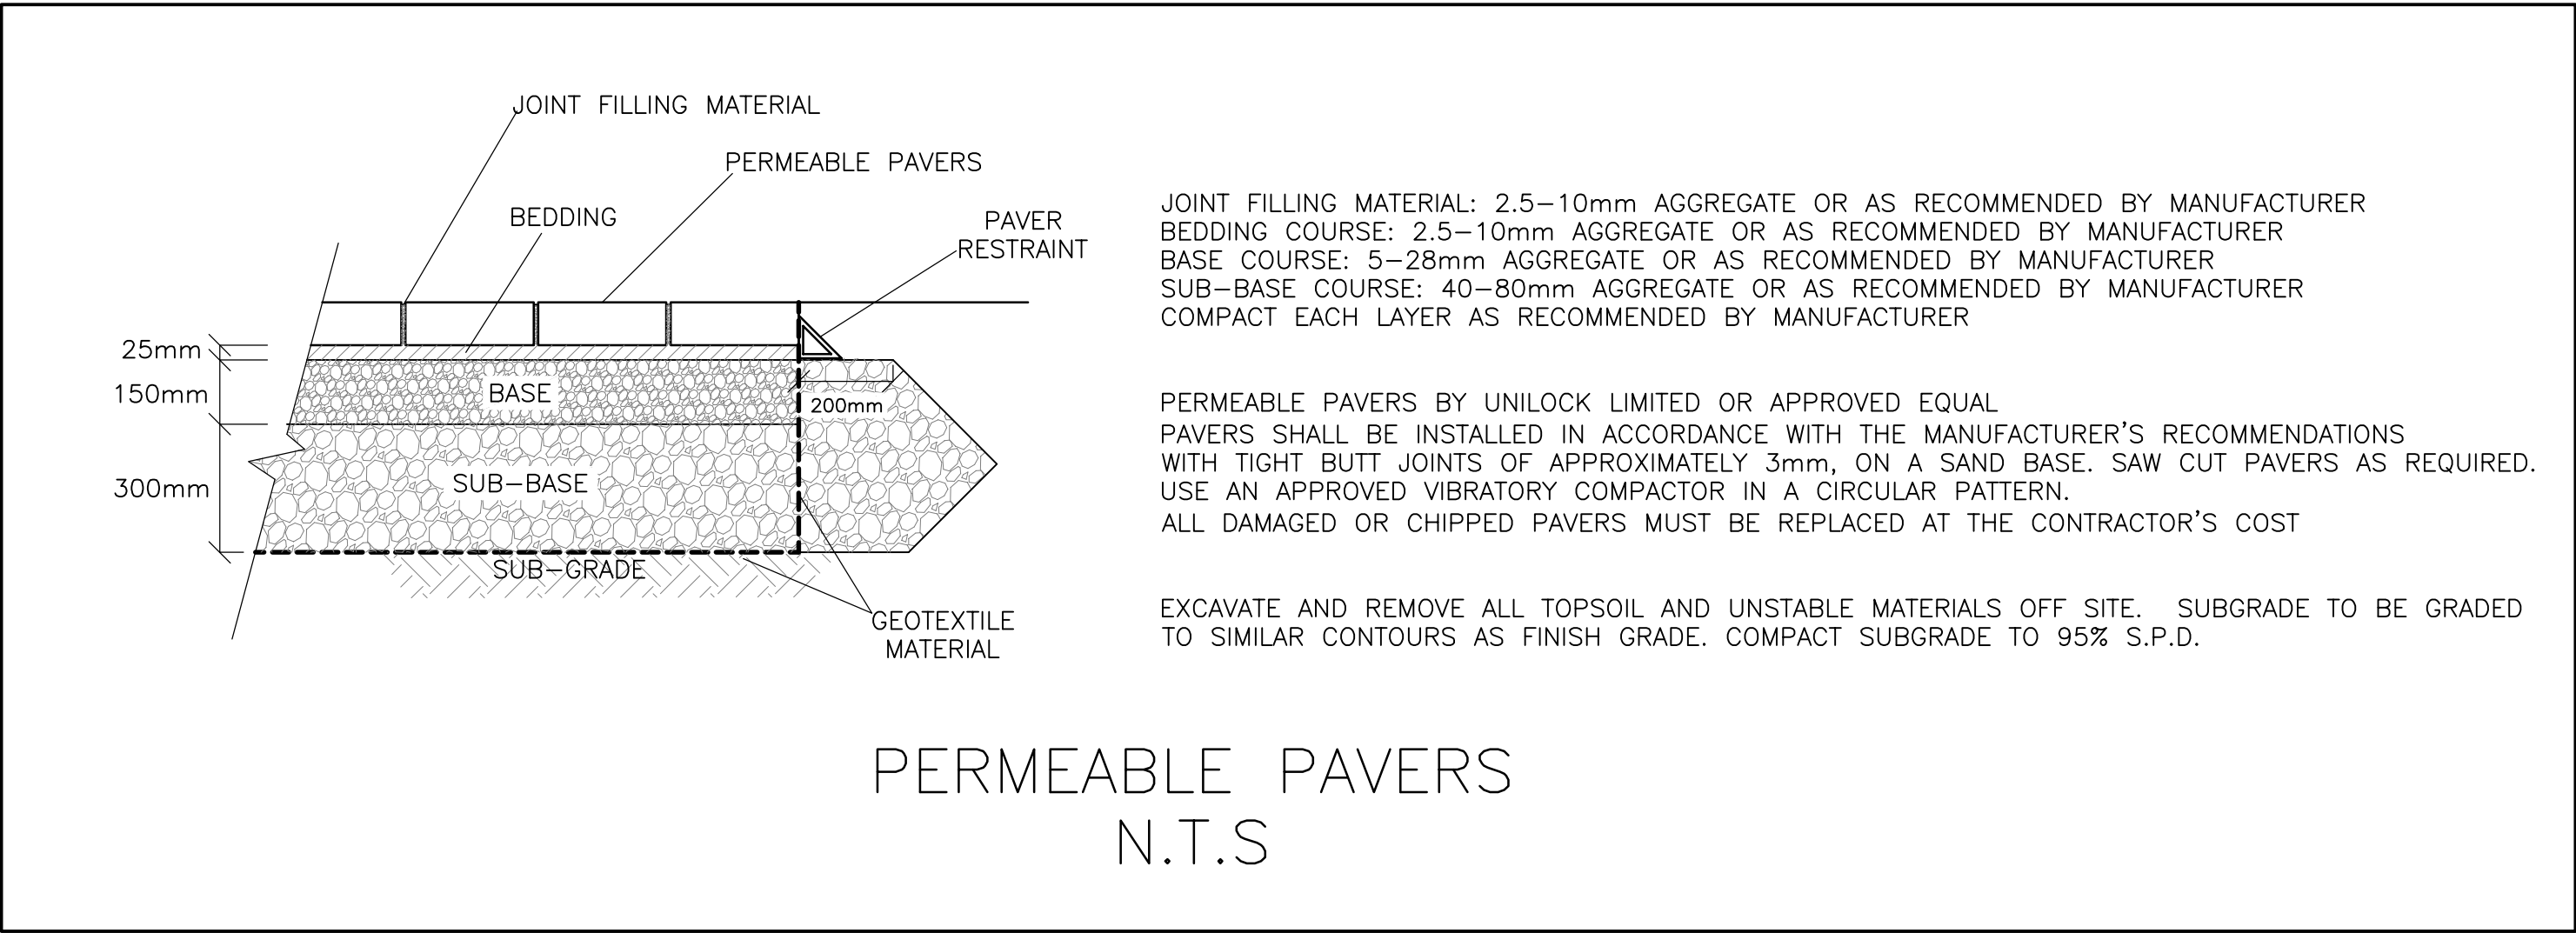 JOINT FILLING MATERIAL
PERMEABLE PAVERS
BEDDING
PAVER
RESTRAINT
25mm
150mm
300mm
BASE
200mm
SUB-BASE
SUB-GRADE
GEOTEXTILE
MATERIAL
JOINT FILLING MATERIAL: 2.5-10mm AGGREGATE OR AS RECOMMENDED BY MANUFACTURER
BEDDING COURSE: 2.5-10mm AGGREGATE OR AS RECOMMENDED BY MANUFACTURER
BASE COURSE: 5-28mm AGGREGATE OR AS RECOMMENDED BY MANUFACTURER
SUB-BASE COURSE: 40-80mm AGGREGATE OR AS RECOMMENDED BY MANUFACTURER
COMPACT EACH LAYER AS RECOMMENDED BY MANUFACTURER
PERMEABLE PAVERS BY UNILOCK LIMITED OR APPROVED EQUAL
PAVERS SHALL BE INSTALLED IN ACCORDANCE WITH THE MANUFACTURER'S RECOMMENDATIONS
WITH TIGHT BUTT JOINTS OF APPROXIMATELY 3mm, ON A SAND BASE. SAW CUT PAVERS AS REQUIRED.
USE AN APPROVED VIBRATORY COMPACTOR IN A CIRCULAR PATTERN.
ALL DAMAGED OR CHIPPED PAVERS MUST BE REPLACED AT THE CONTRACTOR'S COST
EXCAVATE AND REMOVE ALL TOPSOIL AND UNSTABLE MATERIALS OFF SITE. SUBGRADE TO BE GRADED
TO SIMILAR CONTOURS AS FINISH GRADE. COMPACT SUBGRADE TO 95% S.P.D.
PERMEABLE PAVERS
N.T.S